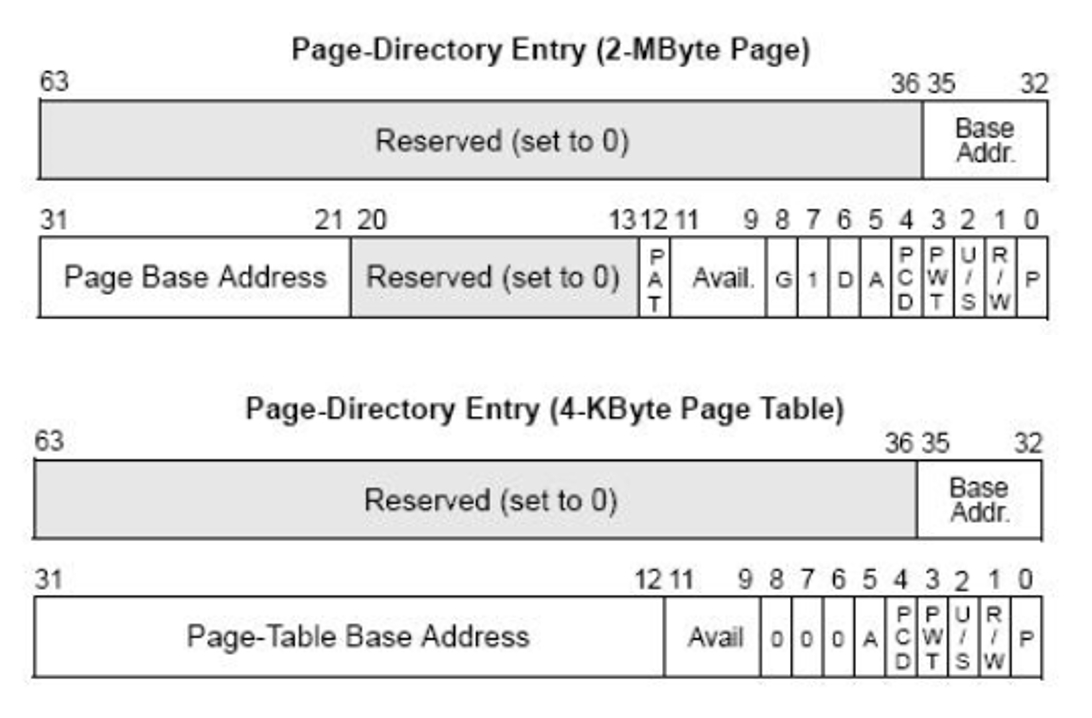 Page-Directory Entry (2-MByte Page)
63 36 35 32
Reserved (set to 0) Base Addr.
31 21 20 13 12 11 9 8 7 6 5 4 3 2 1 0
Page Base Address Reserved (set to 0) PAT Avail. G 1 D A PCD PWT U/S R/W P
Page-Directory Entry (4-KByte Page Table)
63 36 35 32
Reserved (set to 0) Base Addr.
31 12 11 9 8 7 6 5 4 3 2 1 0
Page-Table Base Address Avail 0 0 0 A PCD PWT U/S R/W P